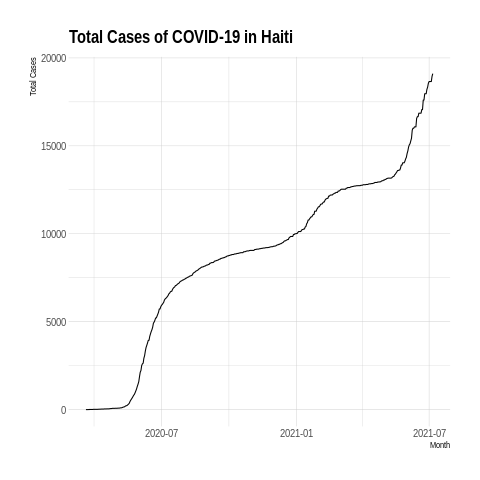 Total Cases of COVID-19 in Haiti
Total Cases
20000
15000
10000
5000
0
2020-07
2021-01
2021-07
Month